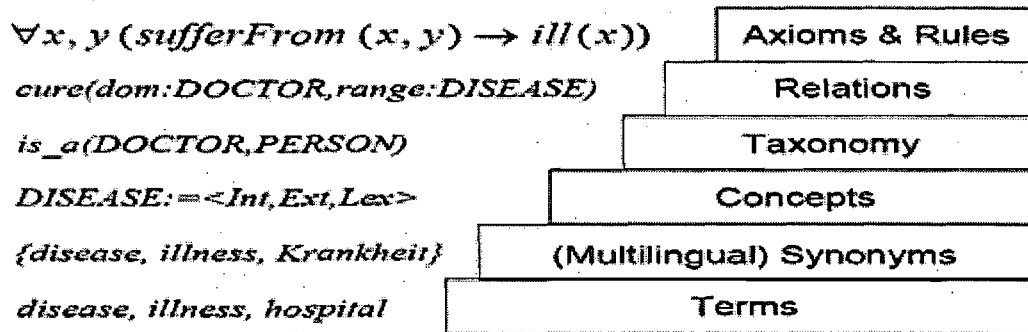 ∀x, y (sufferFrom (x, y) → ill(x)) Axioms & Rules
cure(dom:DOCTOR,range:DISEASE) Relations
is_a(DOCTOR,PERSON) Taxonomy
DISEASE:=<Int,Ext,Lex> Concepts
{disease, illness, Krankheit} (Multilingual) Synonyms
disease, illness, hospital Terms